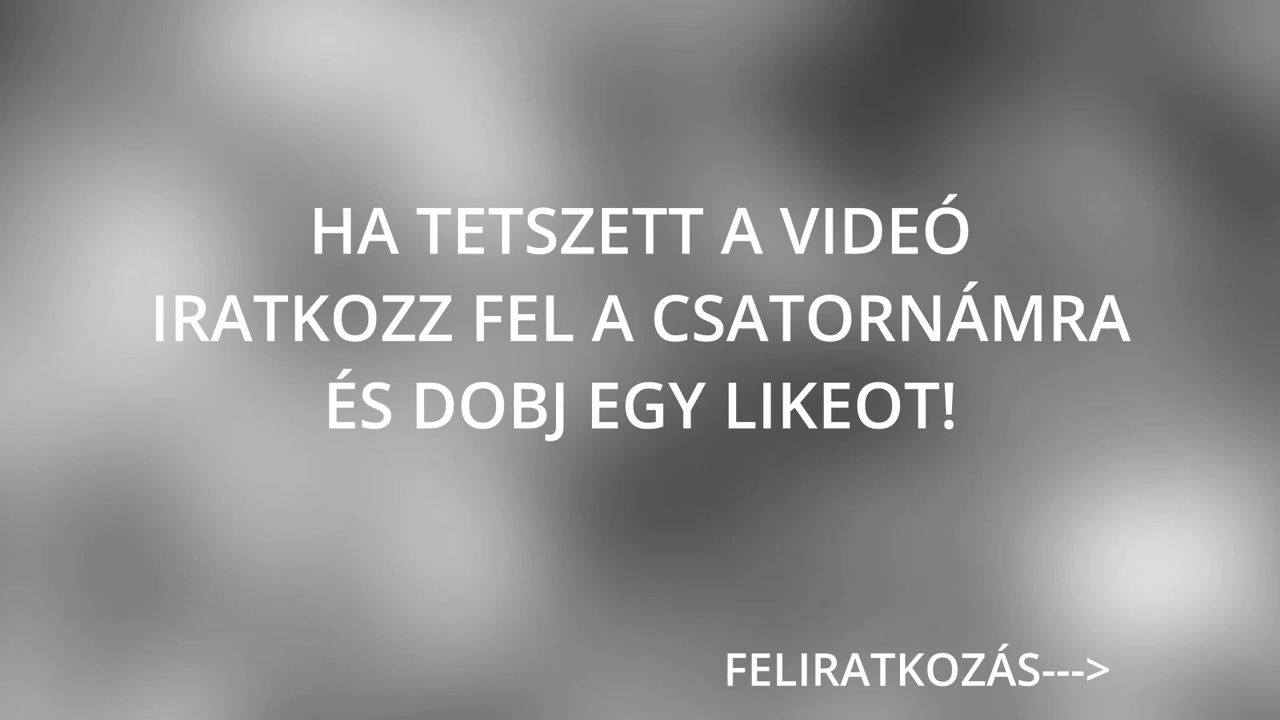 HA TETSZETT A VIDEÓ
IRATKOZZ FEL A CSATORNÁMRA
ÉS DOBJ EGY LIKEOT!
FELIRATKOZÁS--->